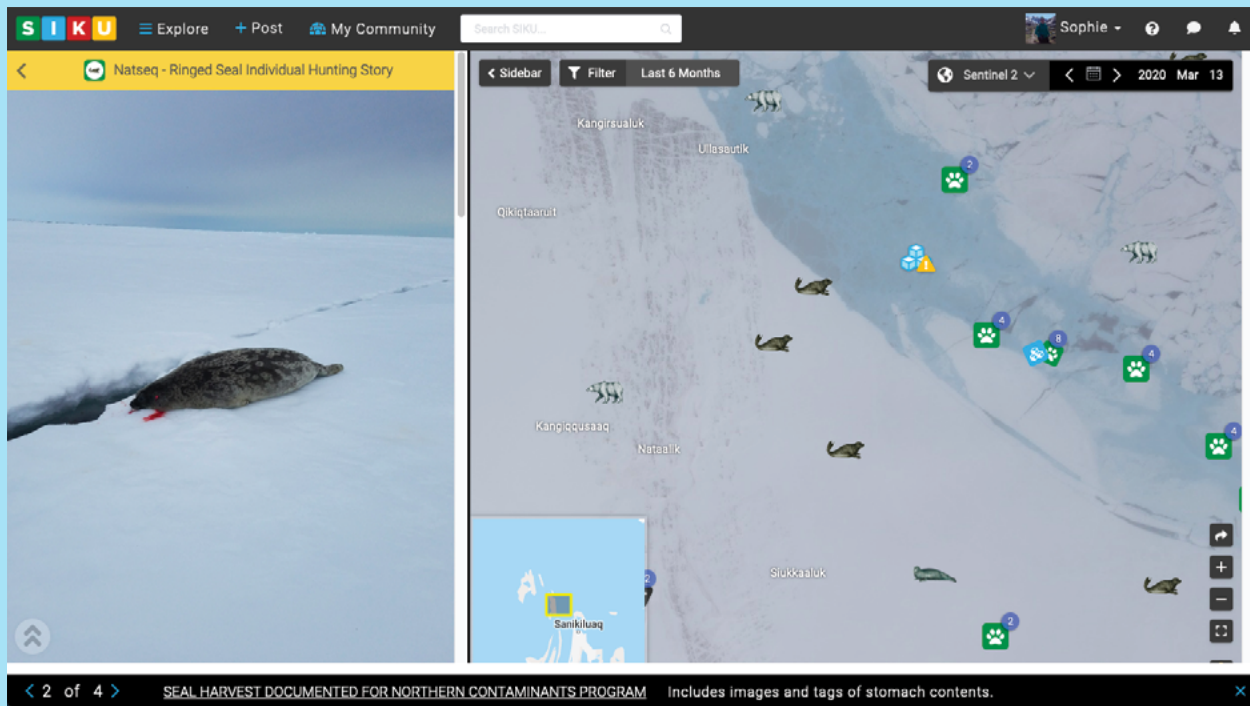 SIKU
Explore
Post
My Community
Search SIKU...
Sophie
Natseq - Ringed Seal Individual Hunting Story
Sidebar
Filter
Last 6 Months
Sentinel 2
2020 Mar 13
Kangirsualuk
Ullasautik
2
Qikiqtaaruit
4
8
4
Kangiqqusaaq
4
Nataalik
Siukkaaluk
2
Sanikiluaq
2
2 of 4
SEAL HARVEST DOCUMENTED FOR NORTHERN CONTAMINANTS PROGRAM
Includes images and tags of stomach contents.